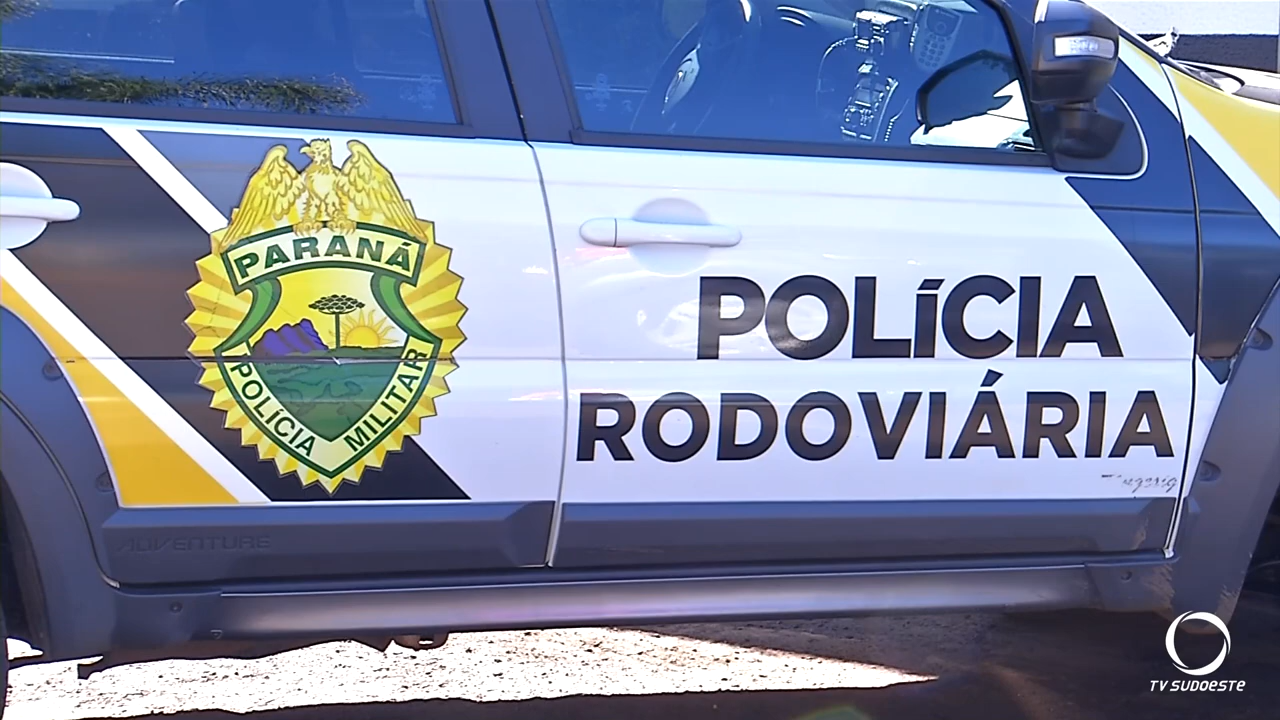 PARANÁ
POLÍCIA MILITAR
POLíCIA
RODOVIÁRIA
ADVENTURE
TV SUDOESTE